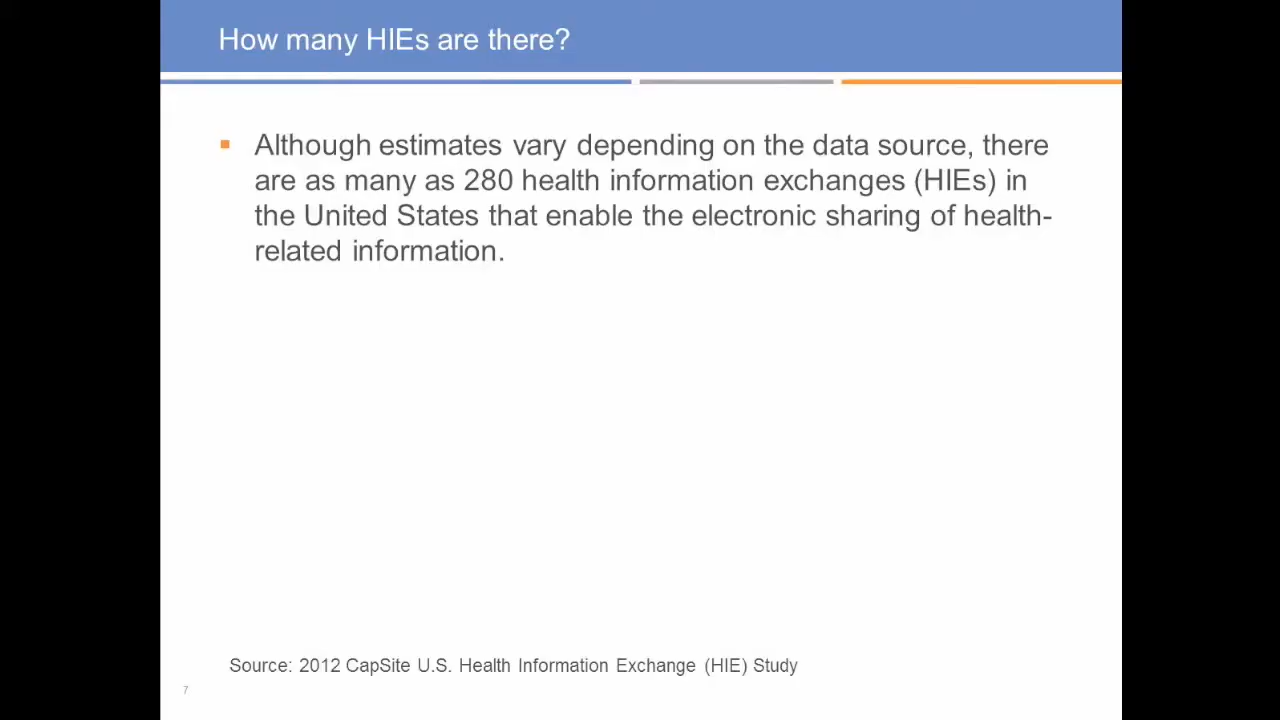 How many HIEs are there?
▪ Although estimates vary depending on the data source, there
are as many as 280 health information exchanges (HIEs) in
the United States that enable the electronic sharing of health-
related information.
Source: 2012 CapSite U.S. Health Information Exchange (HIE) Study
7